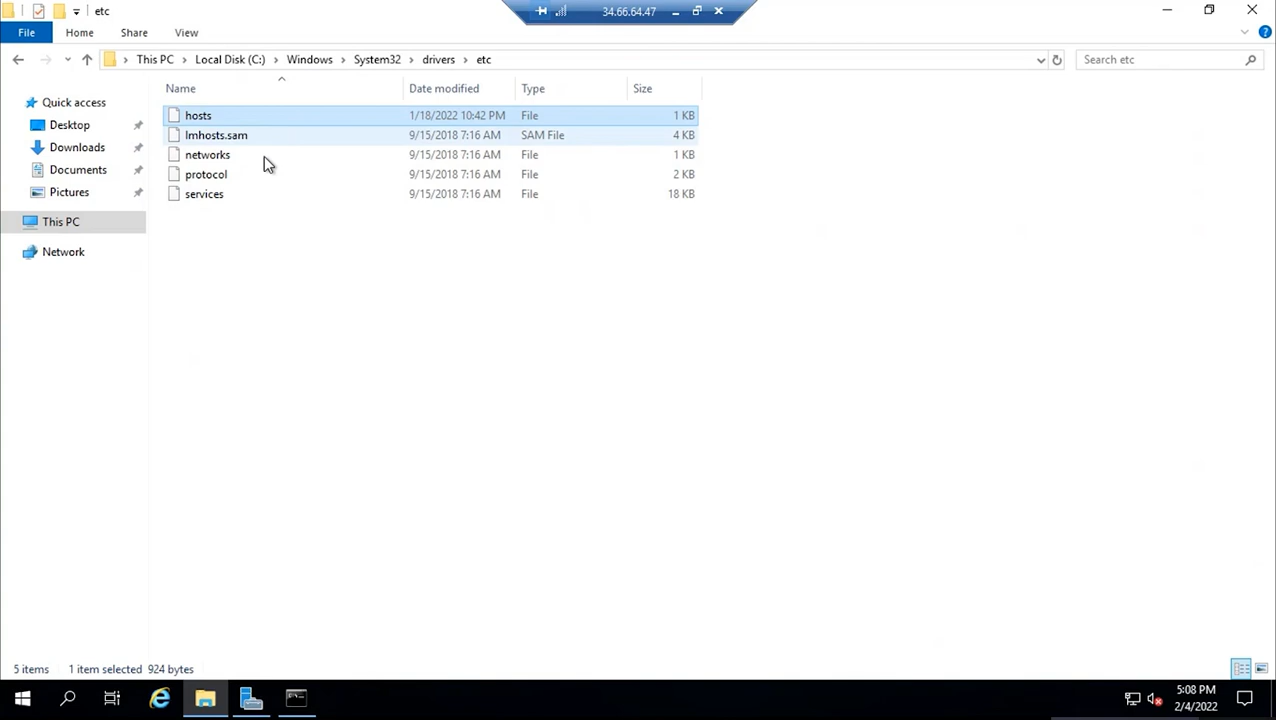 etc
34.66.64.47
File Home Share View
This PC Local Disk (C:) Windows System32 drivers etc
Search etc
Name Date modified Type Size
Quick access
Desktop
Downloads
Documents
Pictures
This PC
Network
hosts 1/18/2022 10:42 PM File 1 KB
lmhosts.sam 9/15/2018 7:16 AM SAM File 4 KB
networks 9/15/2018 7:16 AM File 1 KB
protocol 9/15/2018 7:16 AM File 2 KB
services 9/15/2018 7:16 AM File 18 KB
5 items 1 item selected 924 bytes
5:08 PM
2/4/2022